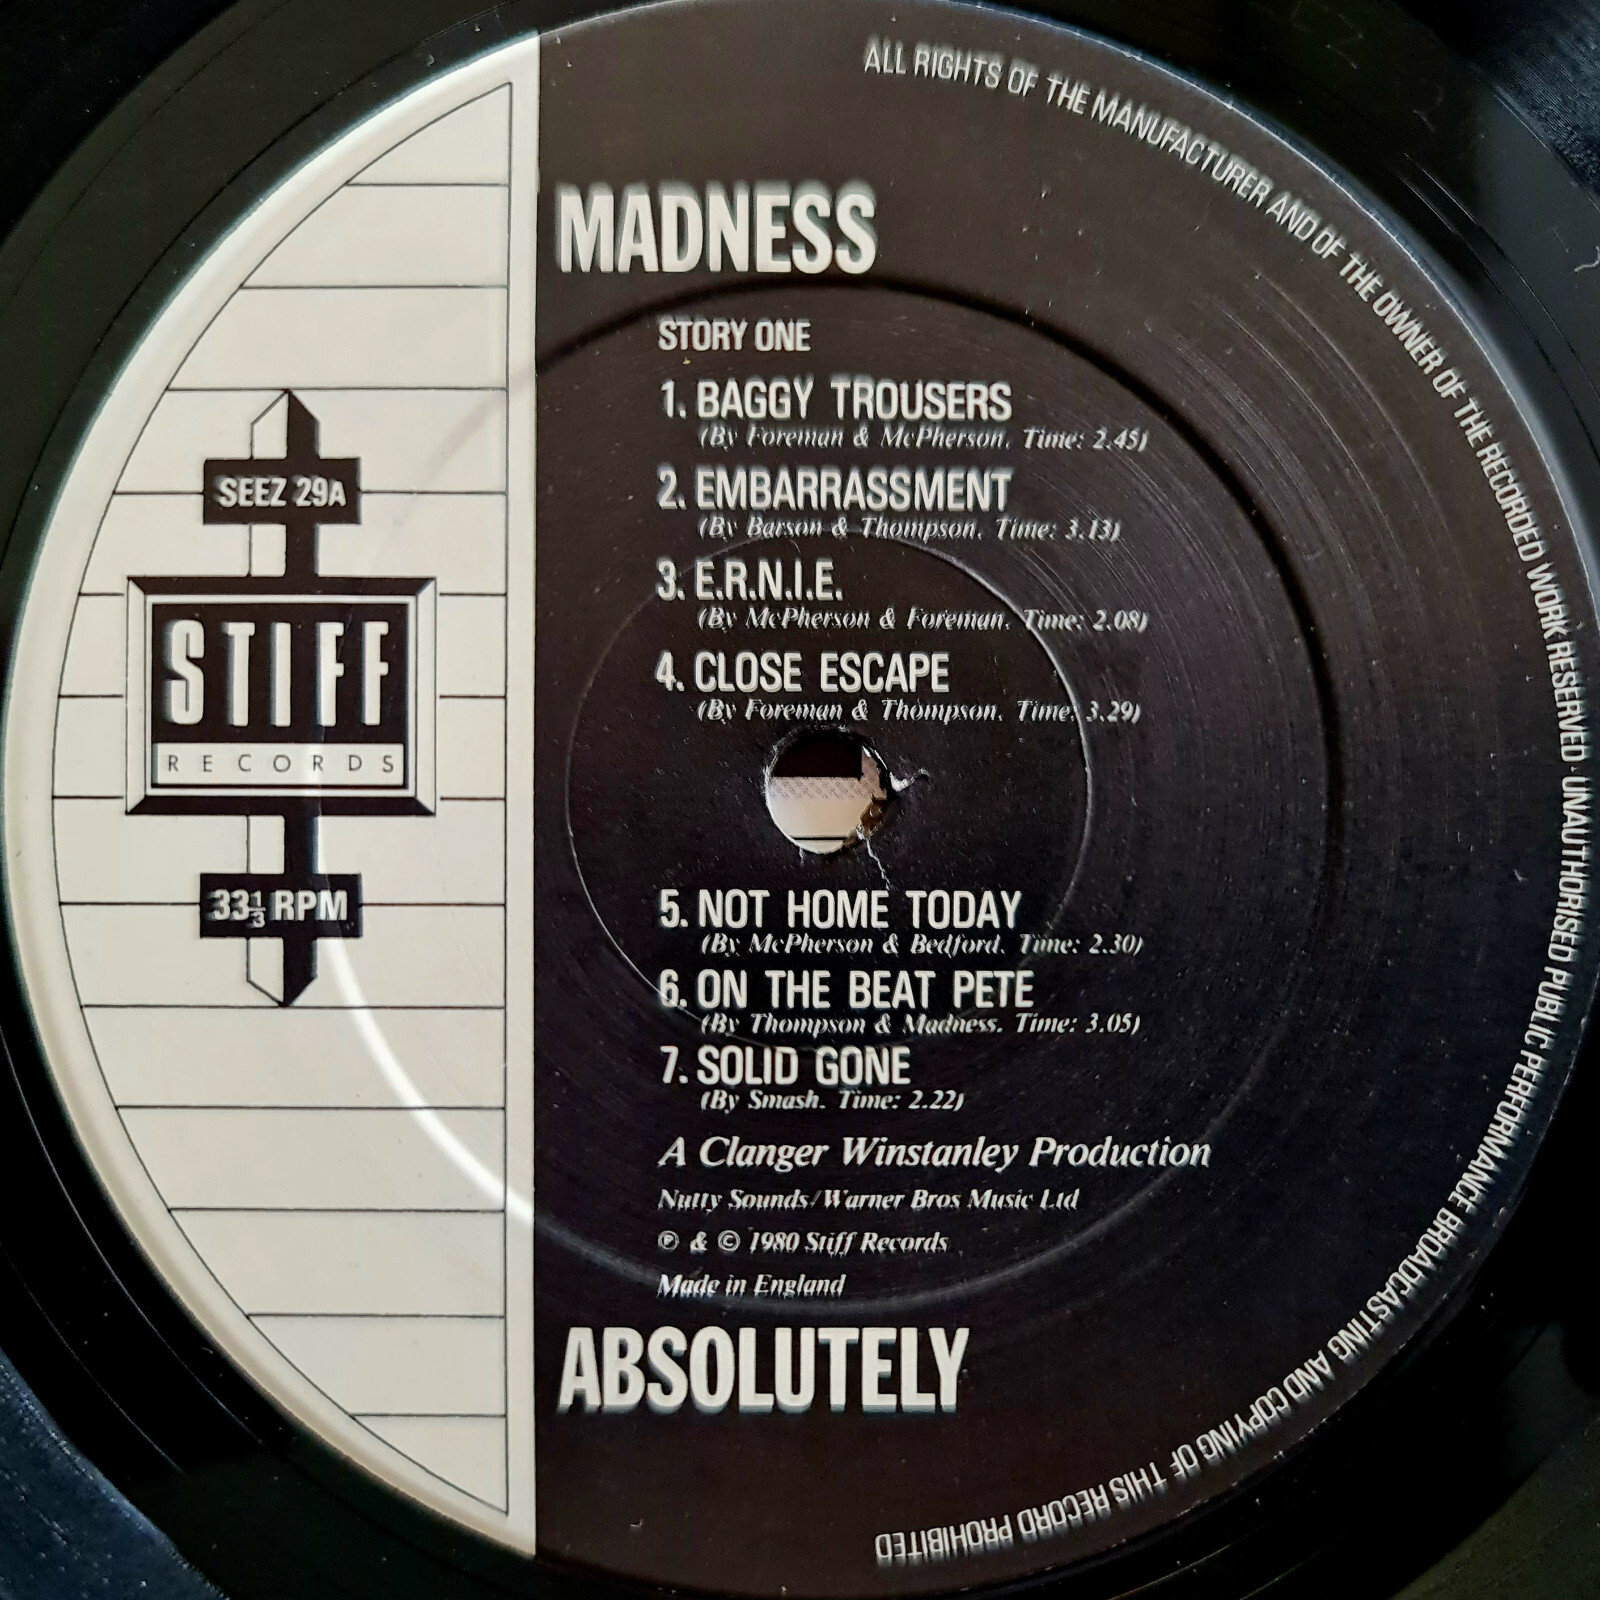 ALL RIGHTS OF THE MANUFACTURER AND OF THE OWNER OF THE RECORDED WORK RESERVED · UNAUTHORISED PUBLIC PERFORMANCE BROADCASTING AND COPYING OF THIS RECORD PROHIBITED
MADNESS
STORY ONE
1. BAGGY TROUSERS
(By Foreman & McPherson. Time: 2.45)
2. EMBARRASSMENT
(By Barson & Thompson. Time: 3.13)
3. E.R.N.I.E.
(By McPherson & Foreman. Time: 2.08)
4. CLOSE ESCAPE
(By Foreman & Thompson. Time: 3.29)
5. NOT HOME TODAY
(By McPherson & Bedford. Time: 2.30)
6. ON THE BEAT PETE
(By Thompson & Madness. Time: 3.05)
7. SOLID GONE
(By Smash. Time: 2.22)
A Clanger Winstanley Production
Nutty Sounds/Warner Bros Music Ltd
℗ & © 1980 Stiff Records
Made in England
ABSOLUTELY
SEEZ 29A
STIFF
RECORDS
33⅓ RPM